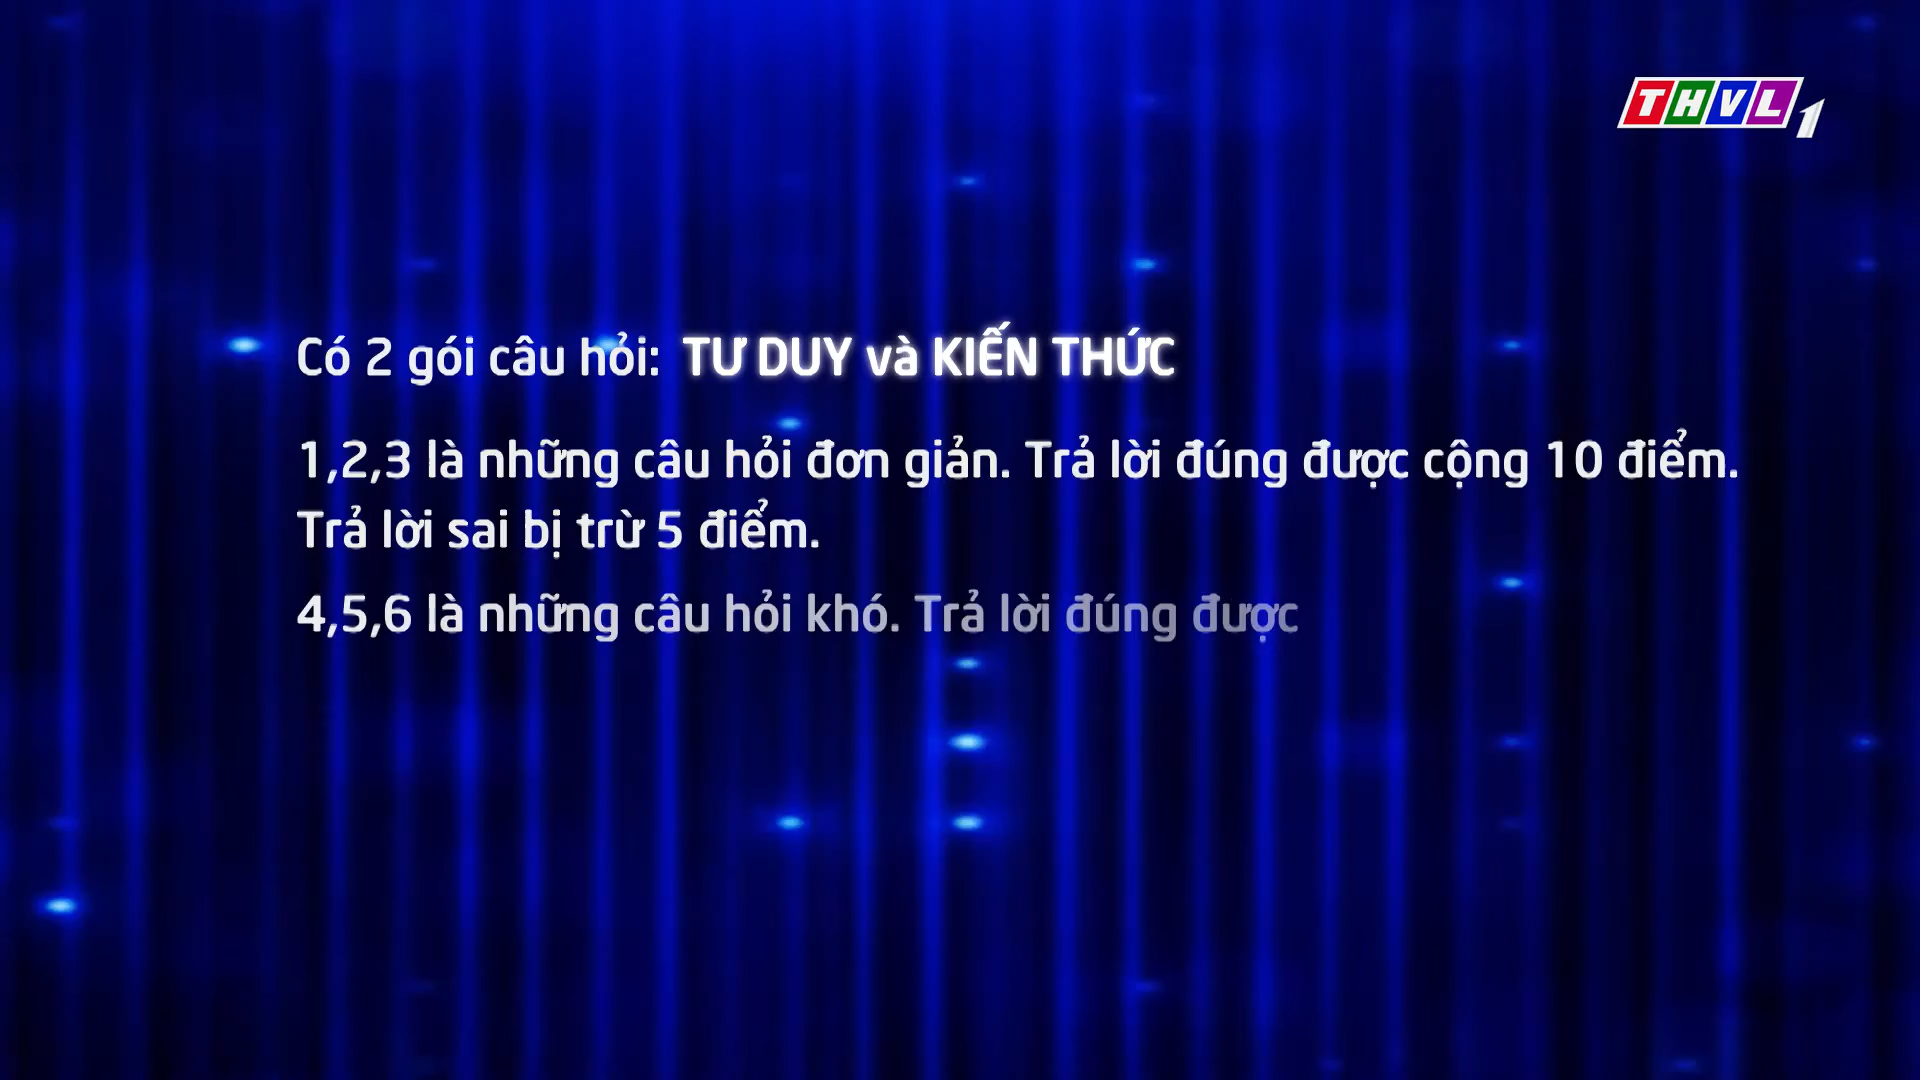 THVL1
Có 2 gói câu hỏi: TƯ DUY và KIẾN THỨC
1,2,3 là những câu hỏi đơn giản. Trả lời đúng được cộng 10 điểm.
Trả lời sai bị trừ 5 điểm.
4,5,6 là những câu hỏi khó. Trả lời đúng được